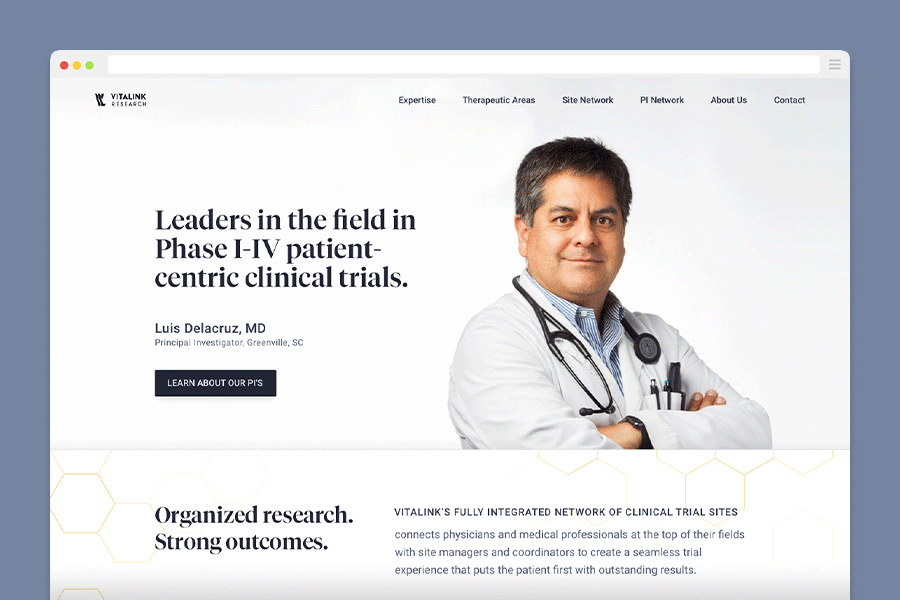 VITALINK
RESEARCH
Expertise
Therapeutic Areas
Site Network
PI Network
About Us
Contact
Leaders in the field in
Phase I-IV patient-
centric clinical trials.
Luis Delacruz, MD
Principal Investigator, Greenville, SC
LEARN ABOUT OUR PI'S
Organized research.
Strong outcomes.
VITALINK'S FULLY INTEGRATED NETWORK OF CLINICAL TRIAL SITES
connects physicians and medical professionals at the top of their fields
with site managers and coordinators to create a seamless trial
experience that puts the patient first with outstanding results.